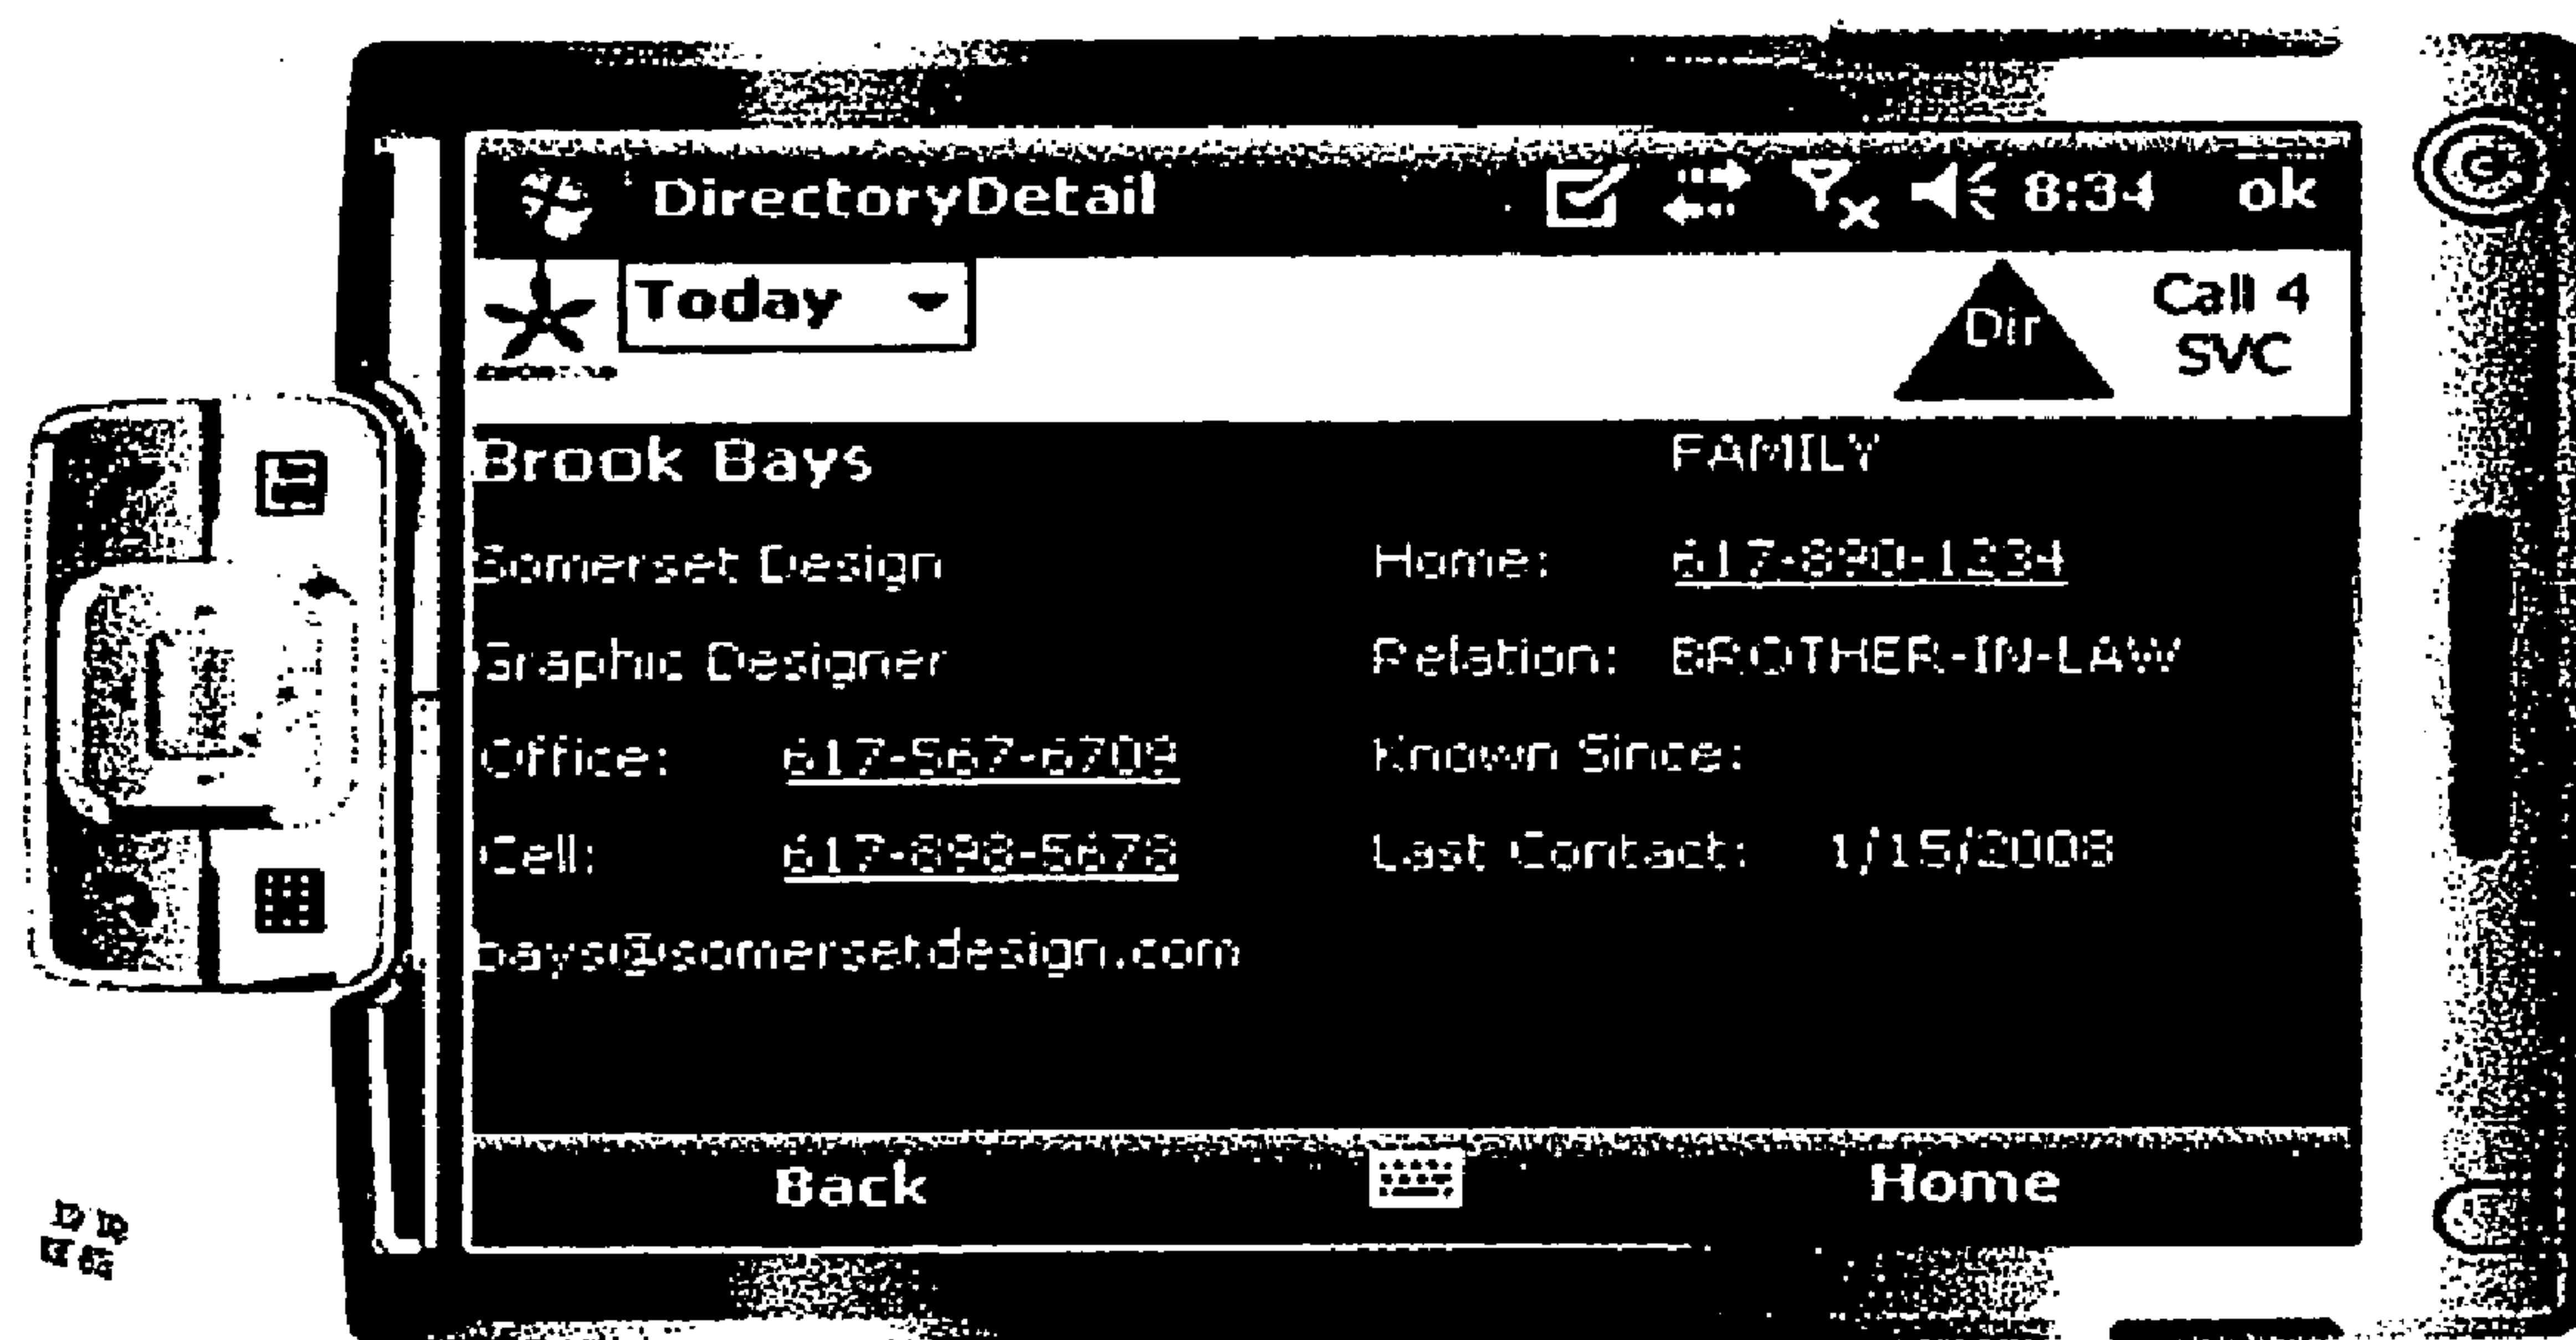 DirectoryDetail 8:34 ok
Today
Dir
Call 4
SVC
Brook Bays FAMILY
Somerset Design Home: 617-890-1234
Graphic Designer Relation: BROTHER-IN-LAW
Office: 617-567-6709 Known Since:
Cell: 617-898-5678 Last Contact: 1/15/2008
bays@somersetdesign.com
Back Home